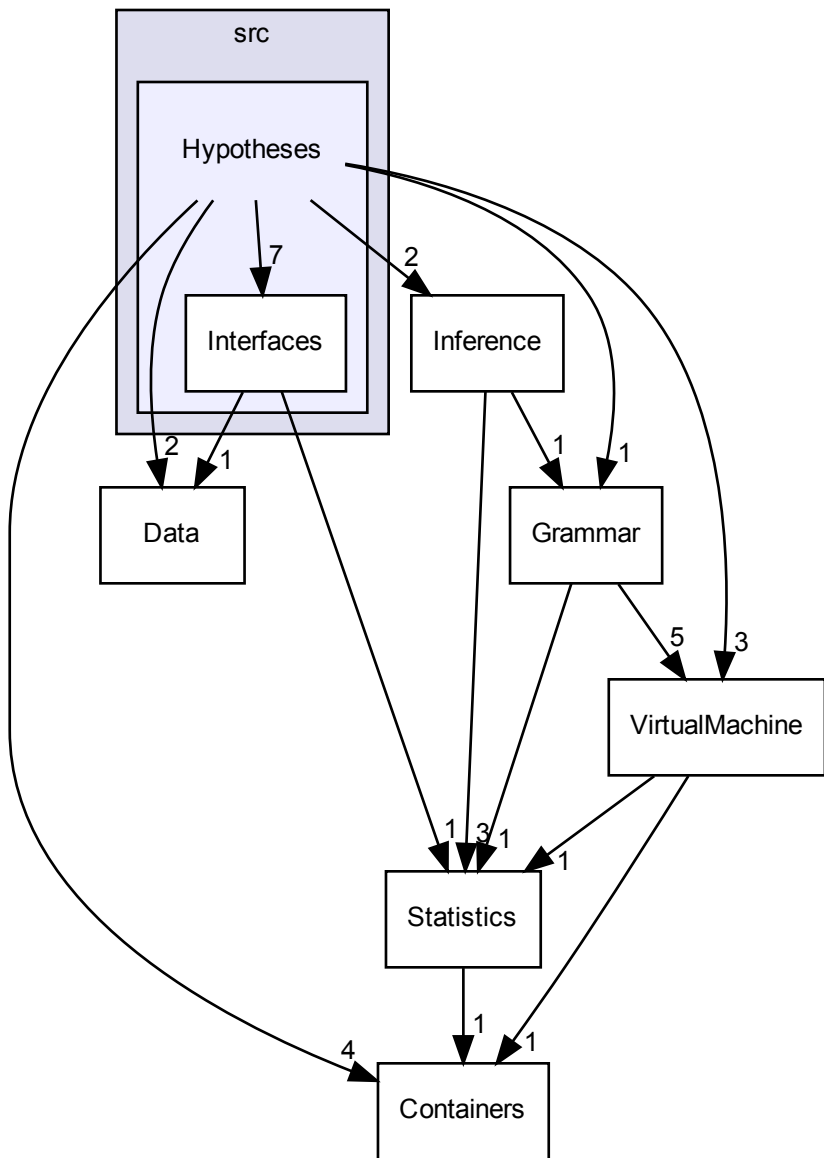 src
Hypotheses
7
2
Interfaces
Inference
2
1
1
1
Data
Grammar
5
3
VirtualMachine
1
3
1
1
Statistics
1
1
4
Containers